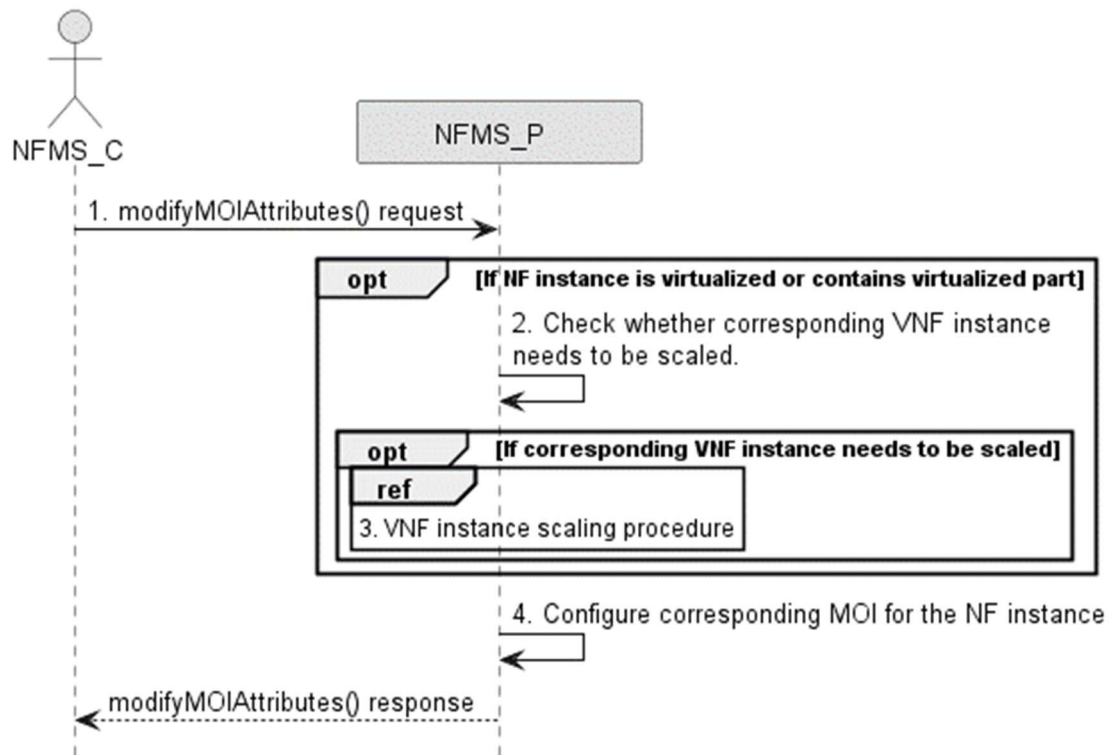 NFMS_C
NFMS_P
1. modifyMOIAttributes() request
opt [If NF instance is virtualized or contains virtualized part]
2. Check whether corresponding VNF instance
needs to be scaled.
opt [If corresponding VNF instance needs to be scaled]
ref
3. VNF instance scaling procedure
4. Configure corresponding MOI for the NF instance
modifyMOIAttributes() response